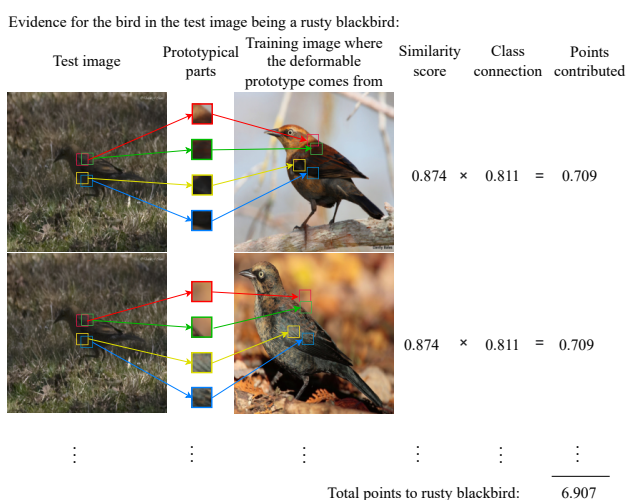 Evidence for the bird in the test image being a rusty blackbird:
Test image
Prototypical
parts
Training image where
the deformable
prototype comes from
Similarity
score
Class
connection
Points
contributed
0.874 × 0.811 = 0.709
0.874 × 0.811 = 0.709
Total points to rusty blackbird: 6.907